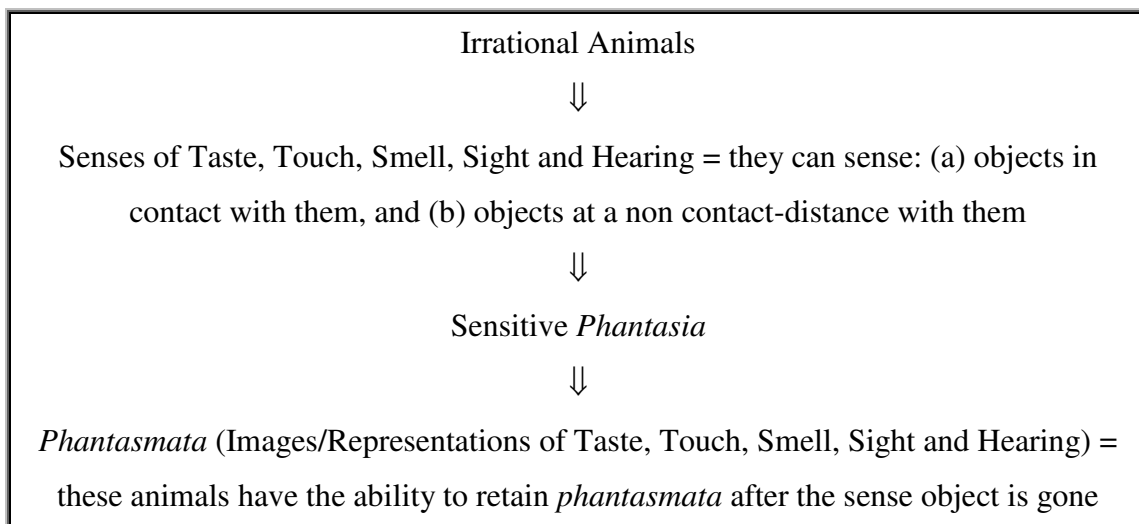 Irrational Animals
⇓
Senses of Taste, Touch, Smell, Sight and Hearing = they can sense: (a) objects in
contact with them, and (b) objects at a non contact-distance with them
⇓
Sensitive Phantasia
⇓
Phantasmata (Images/Representations of Taste, Touch, Smell, Sight and Hearing) =
these animals have the ability to retain phantasmata after the sense object is gone